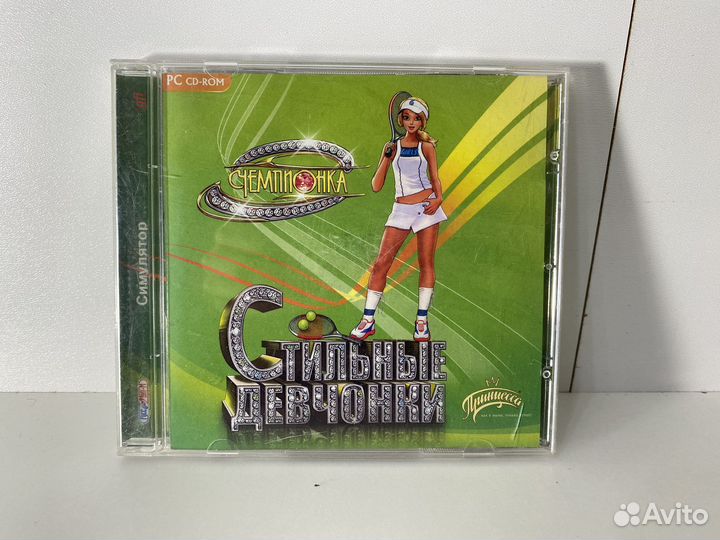 PC CD-ROM
ЧЕМПИОНКА
Симулятор
СТИЛЬНЫЕ
ДЕВЧОНКИ
Принцесса
Avito